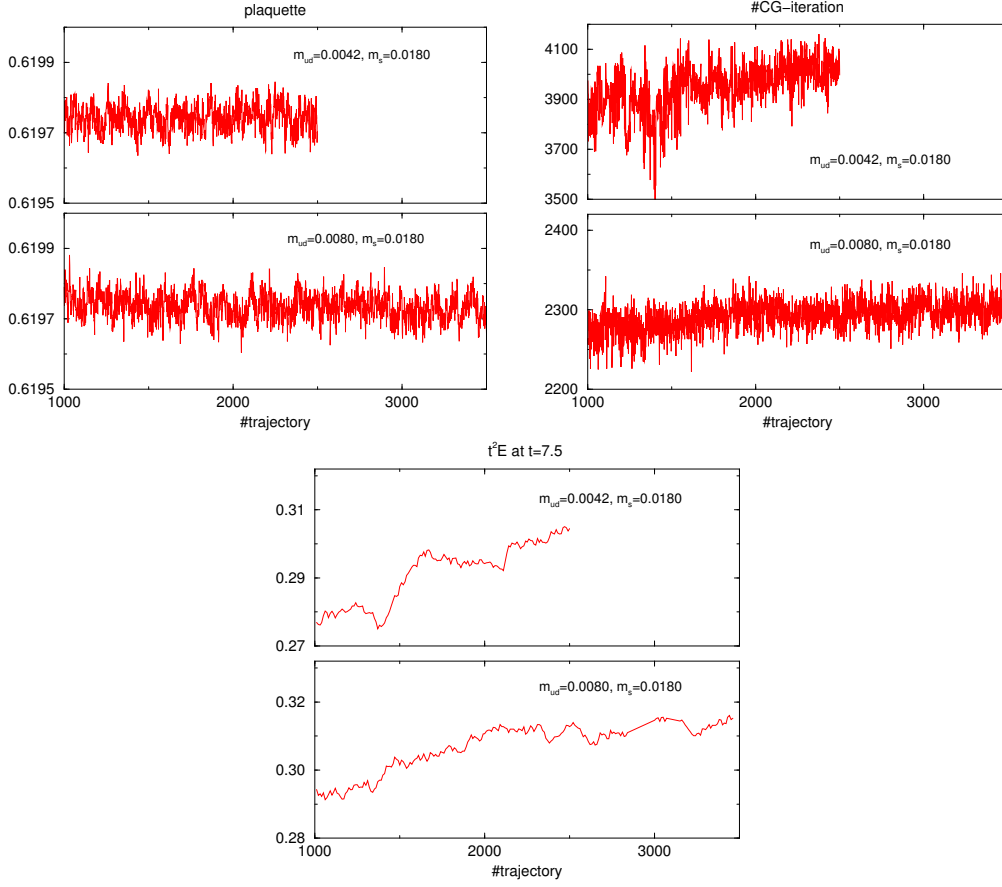 plaquette
0.6199
0.6197
0.6195
m_ud=0.0042, m_s=0.0180
0.6199
0.6197
0.6195
m_ud=0.0080, m_s=0.0180
1000 2000 3000
#trajectory
#CG−iteration
4100
3900
3700
3500
m_ud=0.0042, m_s=0.0180
2400
2300
2200
m_ud=0.0080, m_s=0.0180
1000 2000 3000
#trajectory
t²E at t=7.5
0.31
0.29
0.27
m_ud=0.0042, m_s=0.0180
0.32
0.30
0.28
m_ud=0.0080, m_s=0.0180
1000 2000 3000
#trajectory